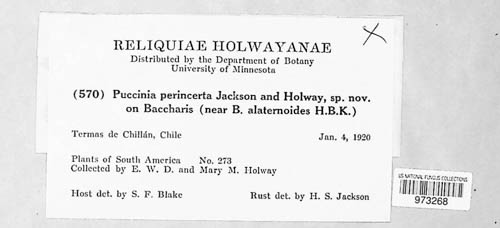 RELIQUIAE HOLWAYANAE
Distributed by the Department of Botany
University of Minnesota
(570) Puccinia perincerta Jackson and Holway, sp. nov.
on Baccharis (near B. alaternoides H.B.K.)
Termas de Chillán, Chile Jan. 4, 1920
Plants of South America No. 273
Collected by E. W. D. and Mary M. Holway
Host det. by S. F. Blake Rust det. by H. S. Jackson
US NATIONAL FUNGUS COLLECTIONS
973268